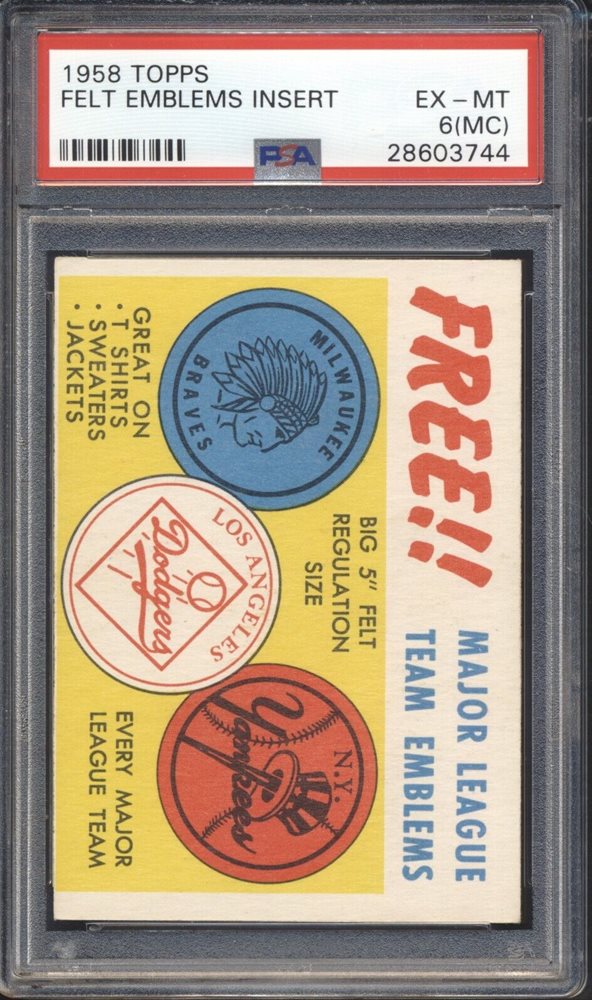 1958 TOPPS
FELT EMBLEMS INSERT
EX – MT
6(MC)
PSA
28603744
FREE!!
MAJOR LEAGUE
TEAM EMBLEMS
MILWAUKEE
BRAVES
BIG 5" FELT
REGULATION
SIZE
N.Y.
Yankees
GREAT ON
• T SHIRTS
• SWEATERS
• JACKETS
LOS ANGELES
Dodgers
EVERY MAJOR
LEAGUE TEAM